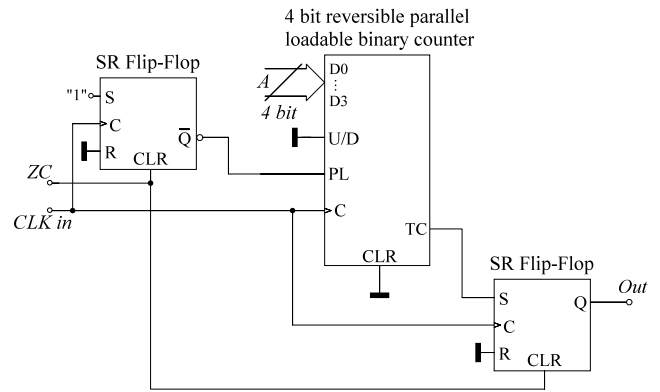 4 bit reversible parallel
loadable binary counter
SR Flip-Flop
"1"
S
C
R
Q
CLR
ZC
CLK in
A
4 bit
D0
D3
U/D
PL
C
TC
CLR
SR Flip-Flop
S
C
R
Q
CLR
Out